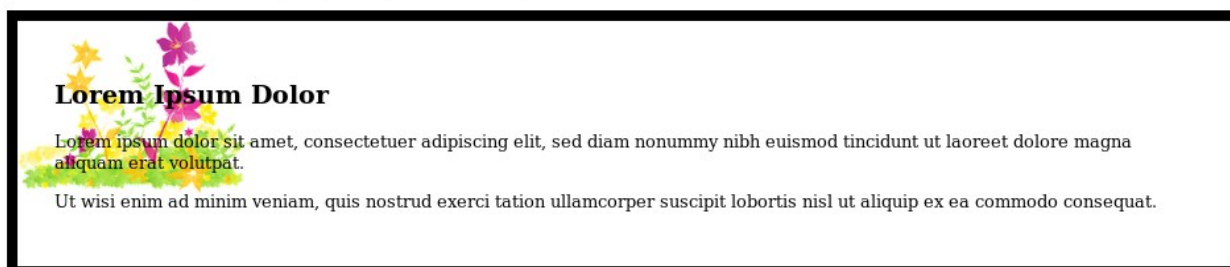 Lorem Ipsum Dolor
Lorem ipsum dolor sit amet, consectetuer adipiscing elit, sed diam nonummy nibh euismod tincidunt ut laoreet dolore magna
aliquam erat volutpat.
Ut wisi enim ad minim veniam, quis nostrud exerci tation ullamcorper suscipit lobortis nisl ut aliquip ex ea commodo consequat.